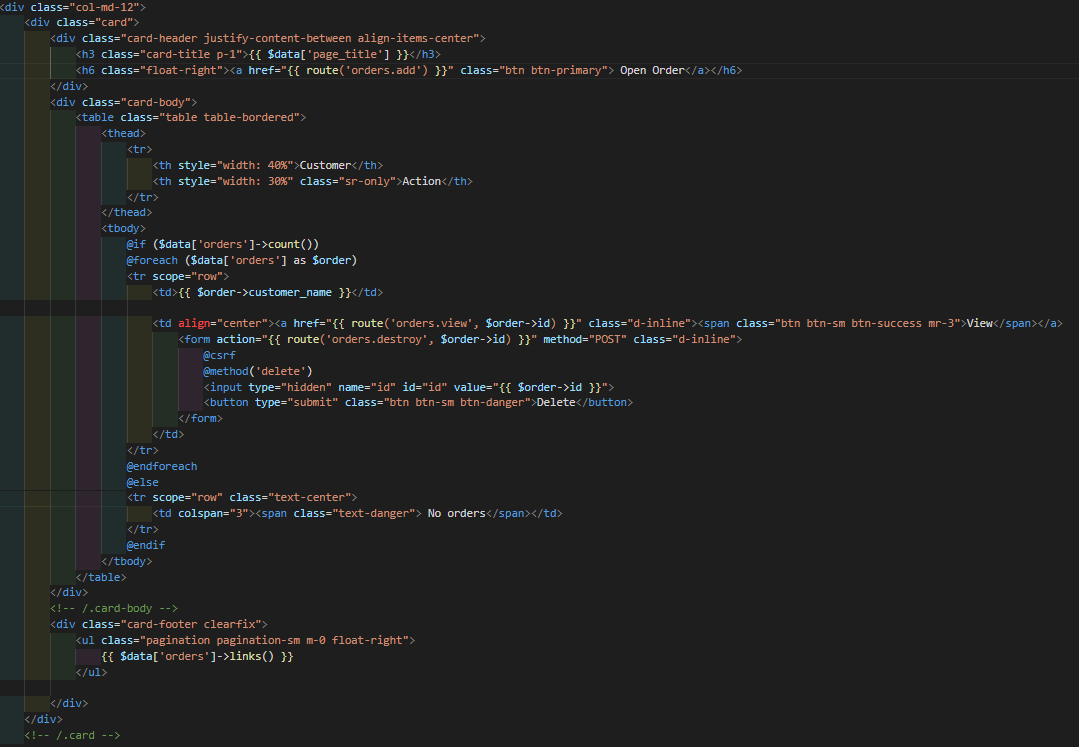 <div class="col-md-12">
<div class="card">
<div class="card-header justify-content-between align-items-center">
<h3 class="card-title p-1">{{ $data['page_title'] }}</h3>
<h6 class="float-right"><a href="{{ route('orders.add') }}" class="btn btn-primary"> Open Order</a></h6>
</div>
<div class="card-body">
<table class="table table-bordered">
<thead>
<tr>
<th style="width: 40%">Customer</th>
<th style="width: 30%" class="sr-only">Action</th>
</tr>
</thead>
<tbody>
@if ($data['orders']->count())
@foreach ($data['orders'] as $order)
<tr scope="row">
<td>{{ $order->customer_name }}</td>
<td align="center"><a href="{{ route('orders.view', $order->id) }}" class="d-inline"><span class="btn btn-sm btn-success mr-3">View</span></a>
<form action="{{ route('orders.destroy', $order->id) }}" method="POST" class="d-inline">
@csrf
@method('delete')
<input type="hidden" name="id" id="id" value="{{ $order->id }}">
<button type="submit" class="btn btn-sm btn-danger">Delete</button>
</form>
</td>
</tr>
@endforeach
@else
<tr scope="row" class="text-center">
<td colspan="3"><span class="text-danger"> No orders</span></td>
</tr>
@endif
</tbody>
</table>
</div>
<!-- /.card-body -->
<div class="card-footer clearfix">
<ul class="pagination pagination-sm m-0 float-right">
{{ $data['orders']->links() }}
</ul>
</div>
</div>
<!-- /.card -->